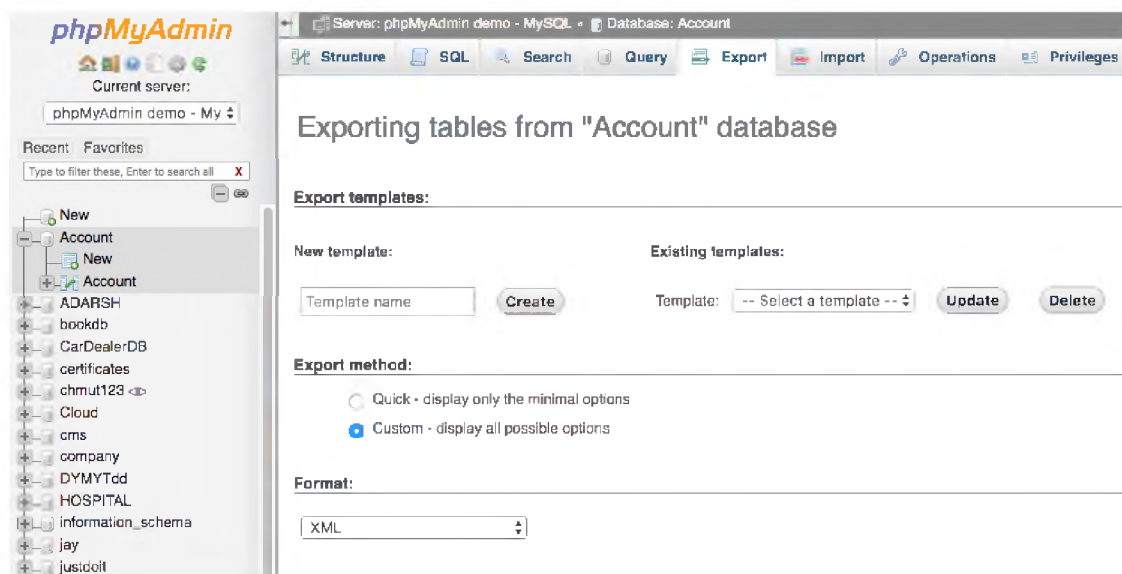 phpMyAdmin
Current server:
phpMyAdmin demo - My
Recent Favorites
Type to filter these, Enter to search all X
New
Account
New
Account
ADARSH
bookdb
CarDealerDB
certificates
chmut123
Cloud
cms
company
DYMYTdd
HOSPITAL
information_schema
jay
justdoit
Server: phpMyAdmin demo - MySQL » Database: Account
Structure SQL Search Query Export Import Operations Privileges
Exporting tables from "Account" database
Export templates:
New template: Existing templates:
Template name Create Template: -- Select a template -- Update Delete
Export method:
Quick - display only the minimal options
Custom - display all possible options
Format:
XML